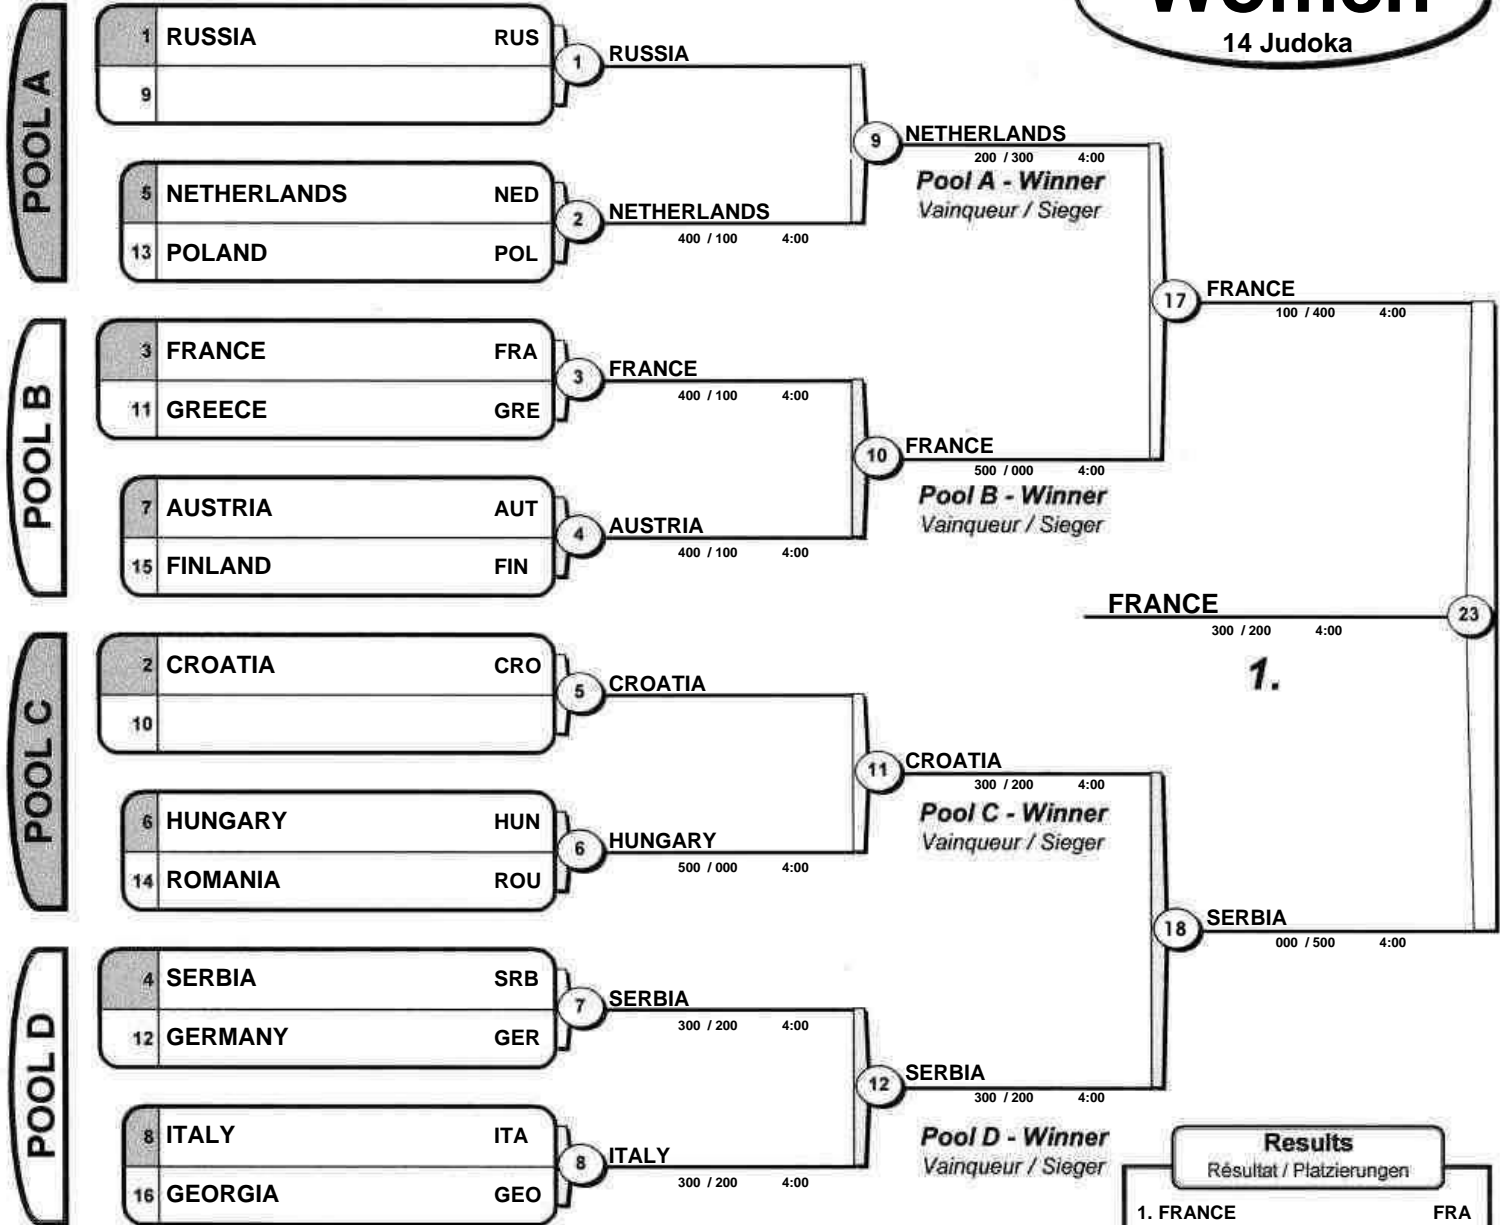 Women
14 Judoka
POOL A
1 RUSSIA RUS
9
1 RUSSIA
5 NETHERLANDS NED
13 POLAND POL
2 NETHERLANDS
400 / 100 4:00
9 NETHERLANDS
200 / 300 4:00
Pool A - Winner
Vainqueur / Sieger
POOL B
3 FRANCE FRA
11 GREECE GRE
3 FRANCE
400 / 100 4:00
7 AUSTRIA AUT
15 FINLAND FIN
4 AUSTRIA
400 / 100 4:00
10 FRANCE
500 / 000 4:00
Pool B - Winner
Vainqueur / Sieger
17 FRANCE
100 / 400 4:00
FRANCE 23
300 / 200 4:00
1.
POOL C
2 CROATIA CRO
10
5 CROATIA
6 HUNGARY HUN
14 ROMANIA ROU
6 HUNGARY
500 / 000 4:00
11 CROATIA
300 / 200 4:00
Pool C - Winner
Vainqueur / Sieger
POOL D
4 SERBIA SRB
12 GERMANY GER
7 SERBIA
300 / 200 4:00
8 ITALY ITA
16 GEORGIA GEO
8 ITALY
300 / 200 4:00
12 SERBIA
300 / 200 4:00
Pool D - Winner
Vainqueur / Sieger
18 SERBIA
000 / 500 4:00
Results
Résultat / Platzierungen
1. FRANCE FRA